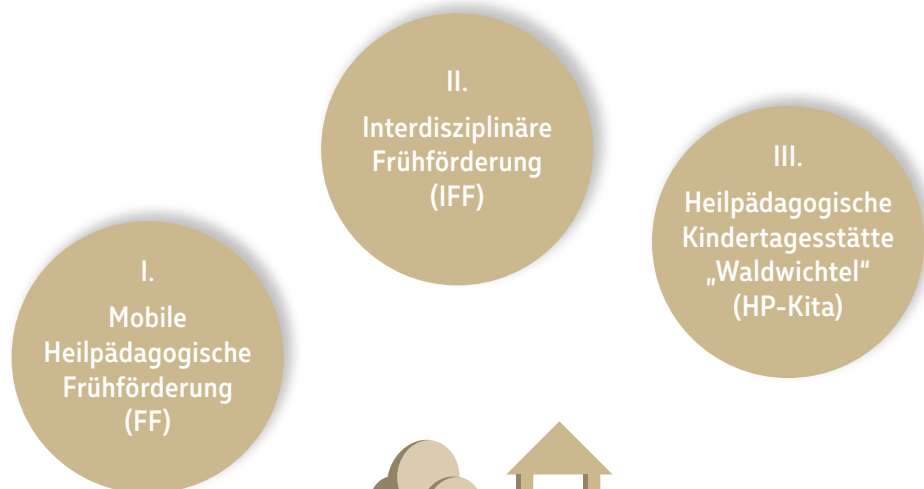 I.
Mobile
Heilpädagogische
Frühförderung
(FF)
II.
Interdisziplinäre
Frühförderung
(IFF)
III.
Heilpädagogische
Kindertagesstätte
„Waldwichtel“
(HP-Kita)